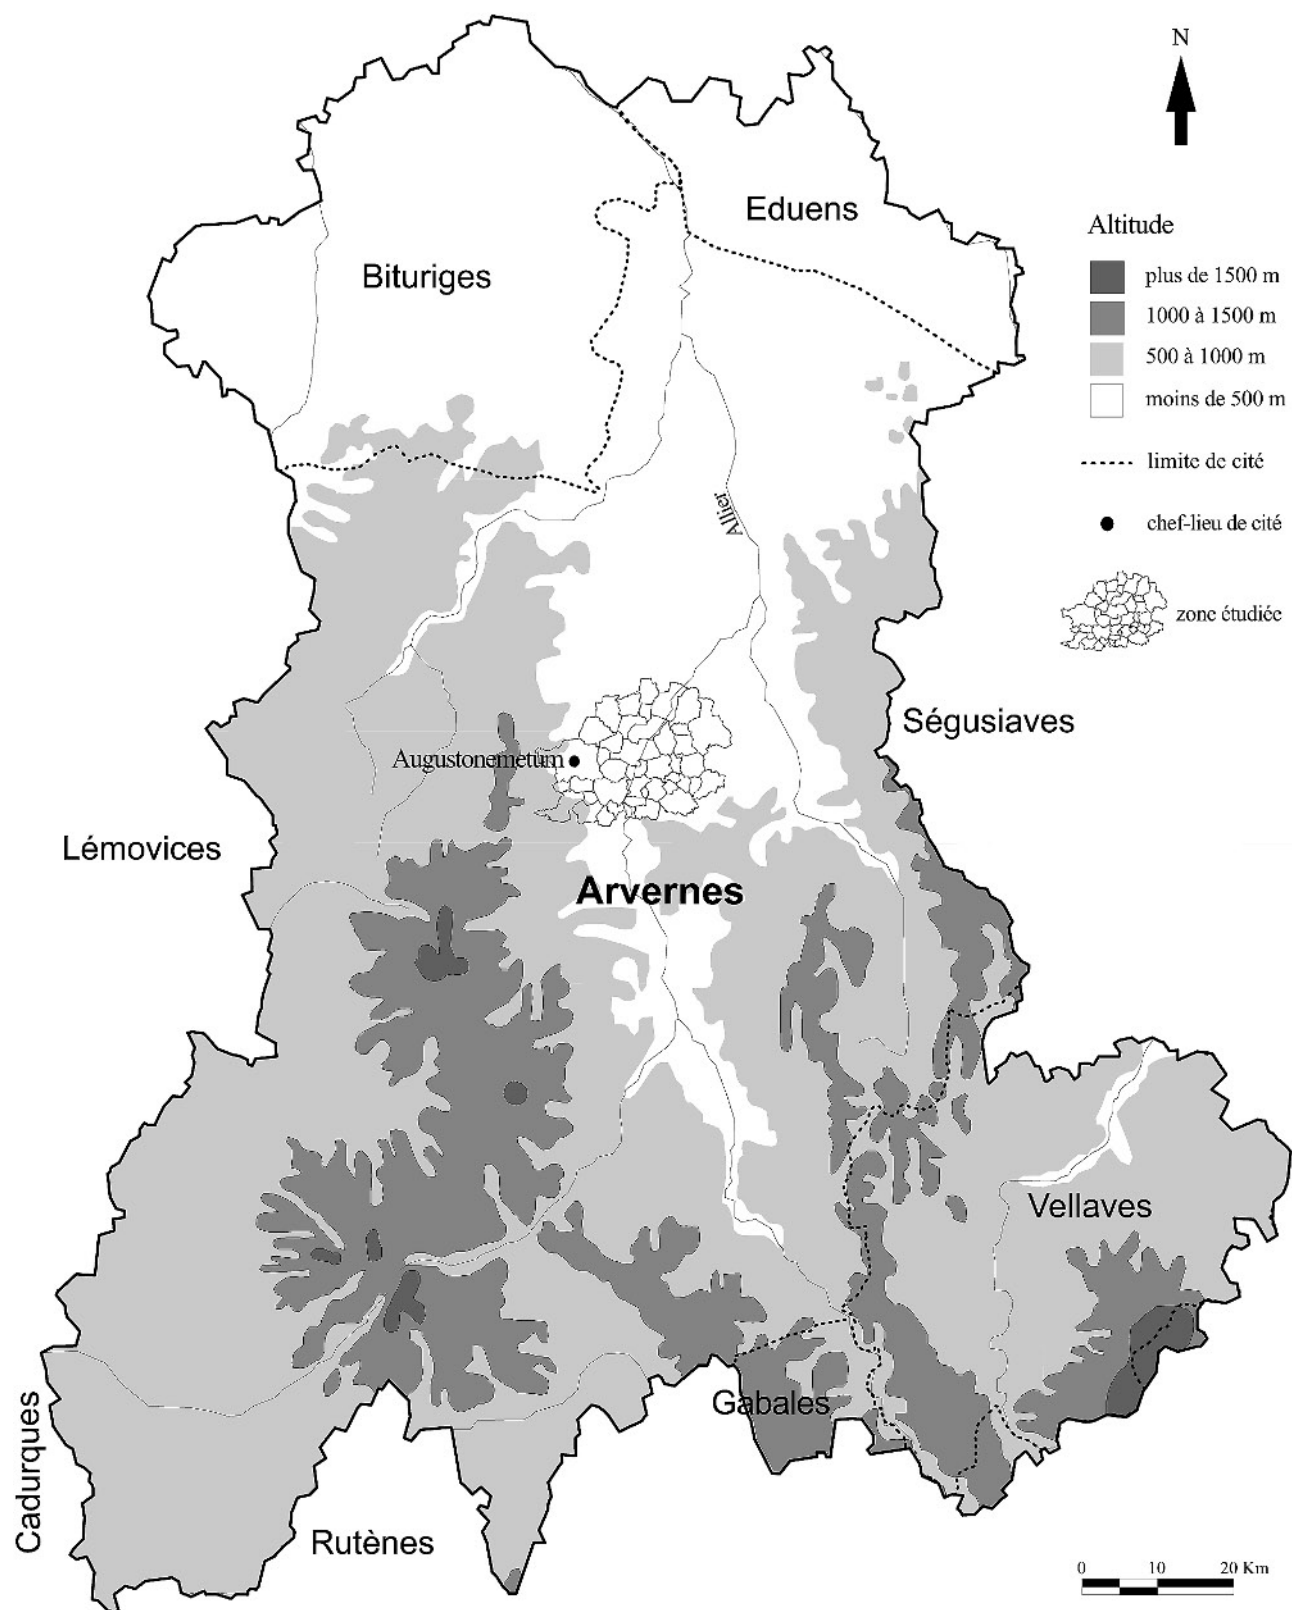 N
Eduens
Altitude
Bituriges
plus de 1500 m
1000 à 1500 m
500 à 1000 m
moins de 500 m
limite de cité
Allier
chef-lieu de cité
zone étudiée
Ségusiaves
Augustonemetum
Lémovices
Arvernes
Vellaves
Gabales
Cadurques
Rutènes
0 10 20 Km